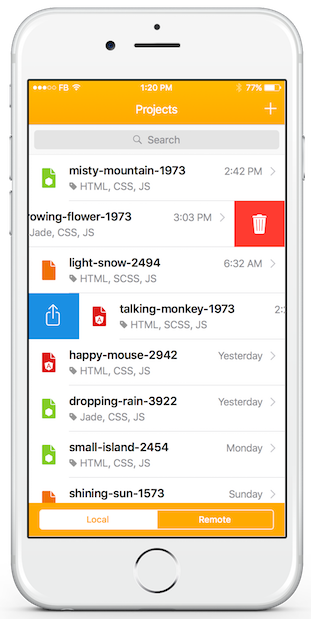 FB 1:20 PM 77%
Projects
Search
misty-mountain-1973 2:42 PM
HTML, CSS, JS
rowing-flower-1973 3:03 PM
Jade, CSS, JS
light-snow-2494 6:32 AM
HTML, SCSS, JS
talking-monkey-1973 2:
HTML, SCSS, JS
happy-mouse-2942 Yesterday
HTML, CSS, JS
dropping-rain-3922 Yesterday
Jade, CSS, JS
small-island-2454 Monday
HTML, CSS, JS
shining-sun-1573 Sunday
Local Remote